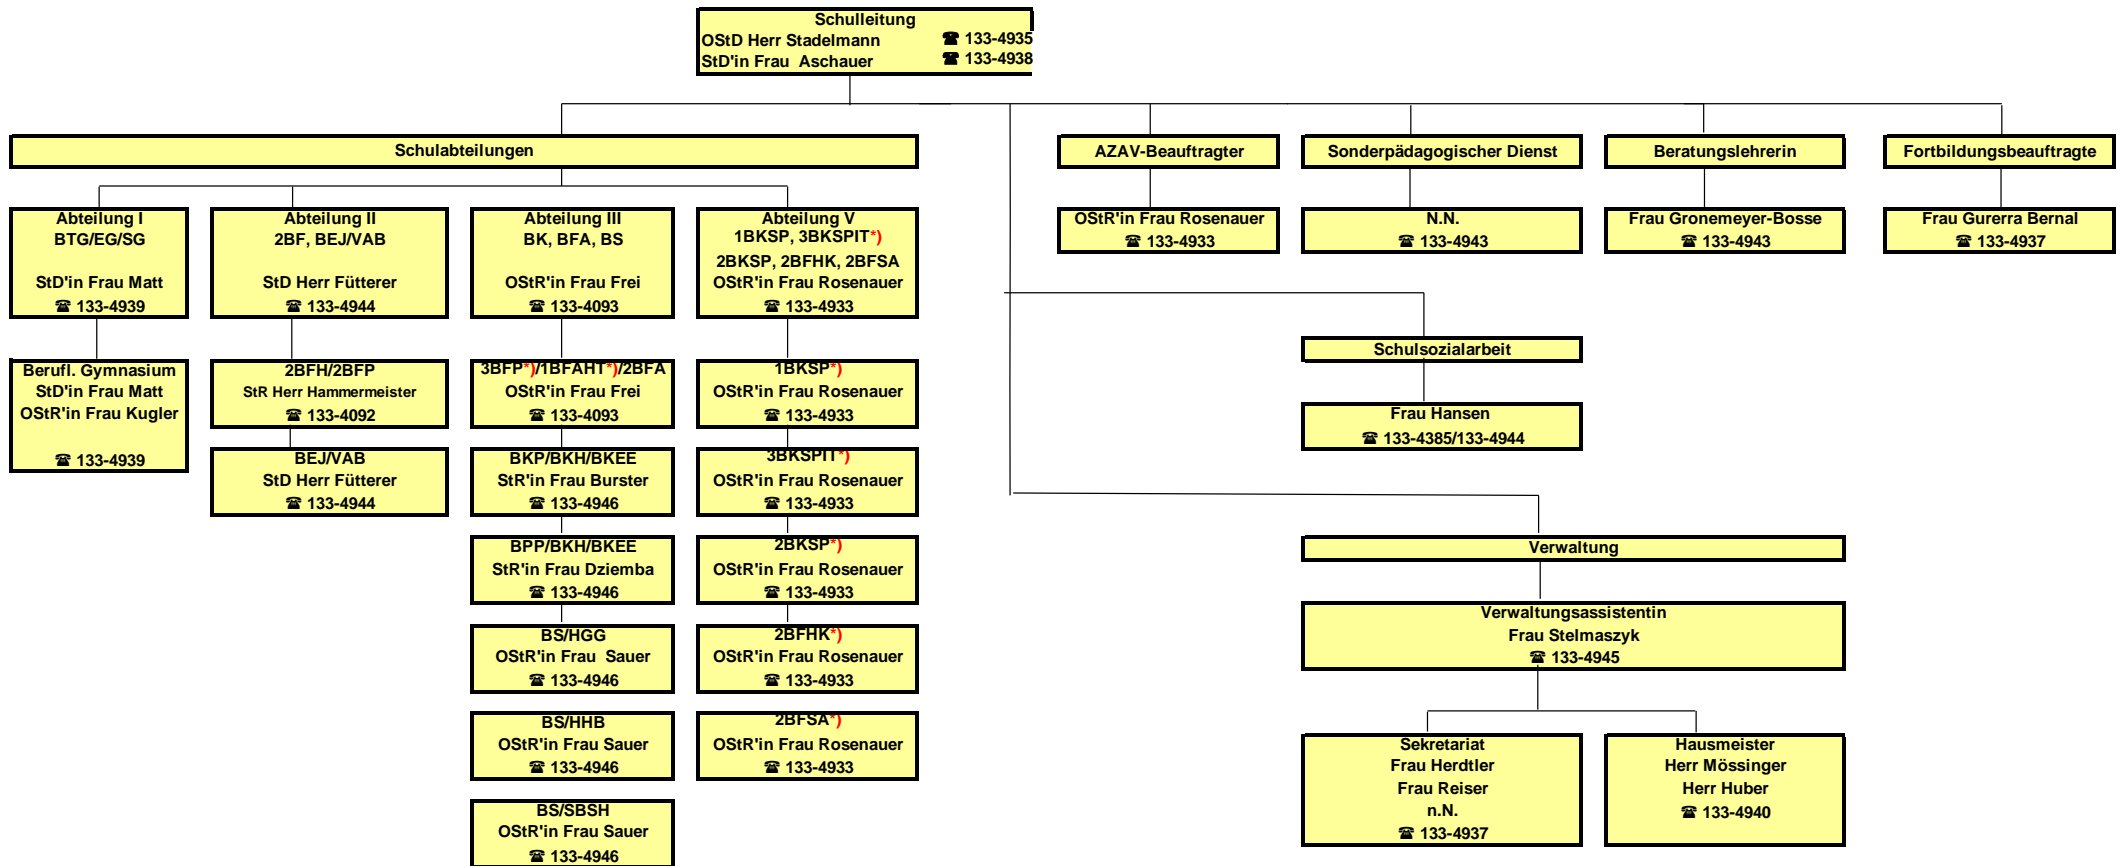 Schulleitung
OStD Herr Stadelmann ☎ 133-4935
StD'in Frau Aschauer ☎ 133-4938
Schulabteilungen
AZAV-Beauftragter
Sonderpädagogischer Dienst
Beratungslehrerin
Fortbildungsbeauftragte
Abteilung I
BTG/EG/SG
StD'in Frau Matt
☎ 133-4939
Abteilung II
2BF, BEJ/VAB
StD Herr Fütterer
☎ 133-4944
Abteilung III
BK, BFA, BS
OStR'in Frau Frei
☎ 133-4093
Abteilung V
1BKSP, 3BKSPIT*)
2BKSP, 2BFHK, 2BFSA
OStR'in Frau Rosenauer
☎ 133-4933
OStR'in Frau Rosenauer
☎ 133-4933
N.N.
☎ 133-4943
Frau Gronemeyer-Bosse
☎ 133-4943
Frau Gurerra Bernal
☎ 133-4937
Berufl. Gymnasium
StD'in Frau Matt
OStR'in Frau Kugler
☎ 133-4939
2BFH/2BFP
StR Herr Hammermeister
☎ 133-4092
BEJ/VAB
StD Herr Fütterer
☎ 133-4944
3BFP*)/1BFAHT*)/2BFA
OStR'in Frau Frei
☎ 133-4093
BKP/BKH/BKEE
StR'in Frau Burster
☎ 133-4946
BPP/BKH/BKEE
StR'in Frau Dziemba
☎ 133-4946
BS/HGG
OStR'in Frau Sauer
☎ 133-4946
BS/HHB
OStR'in Frau Sauer
☎ 133-4946
BS/SBSH
OStR'in Frau Sauer
☎ 133-4946
1BKSP*)
OStR'in Frau Rosenauer
☎ 133-4933
3BKSPIT*)
OStR'in Frau Rosenauer
☎ 133-4933
2BKSP*)
OStR'in Frau Rosenauer
☎ 133-4933
2BFHK*)
OStR'in Frau Rosenauer
☎ 133-4933
2BFSA*)
OStR'in Frau Rosenauer
☎ 133-4933
Schulsozialarbeit
Frau Hansen
☎ 133-4385/133-4944
Verwaltung
Verwaltungsassistentin
Frau Stelmaszyk
☎ 133-4945
Sekretariat
Frau Herdtler
Frau Reiser
n.N.
☎ 133-4937
Hausmeister
Herr Mössinger
Herr Huber
☎ 133-4940